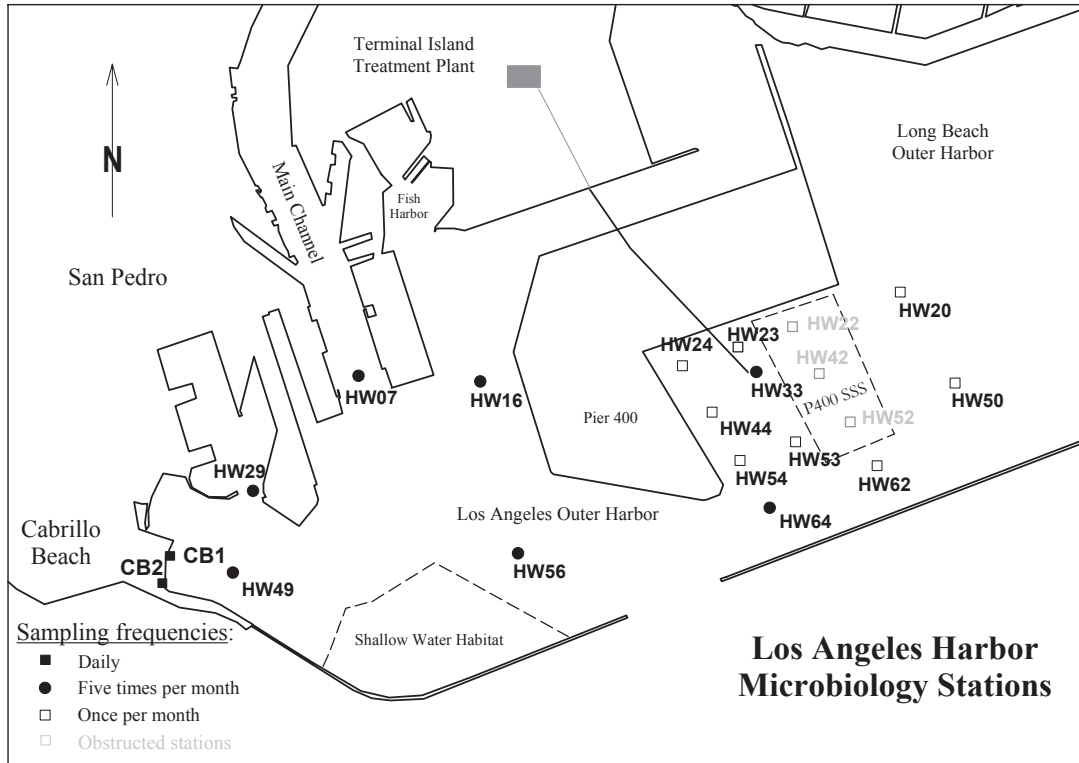 Terminal Island
Treatment Plant
Long Beach
Outer Harbor
N
Main Channel
Fish
Harbor
San Pedro
HW20
HW22
HW23
HW24
HW42
HW33
HW07
HW16
P400 SSS
HW50
Pier 400
HW44
HW52
HW53
HW29
HW54
HW62
Los Angeles Outer Harbor
HW64
Cabrillo
Beach
CB1
CB2
HW49
HW56
Shallow Water Habitat
Sampling frequencies:
Daily
Five times per month
Once per month
Obstructed stations
Los Angeles Harbor
Microbiology Stations